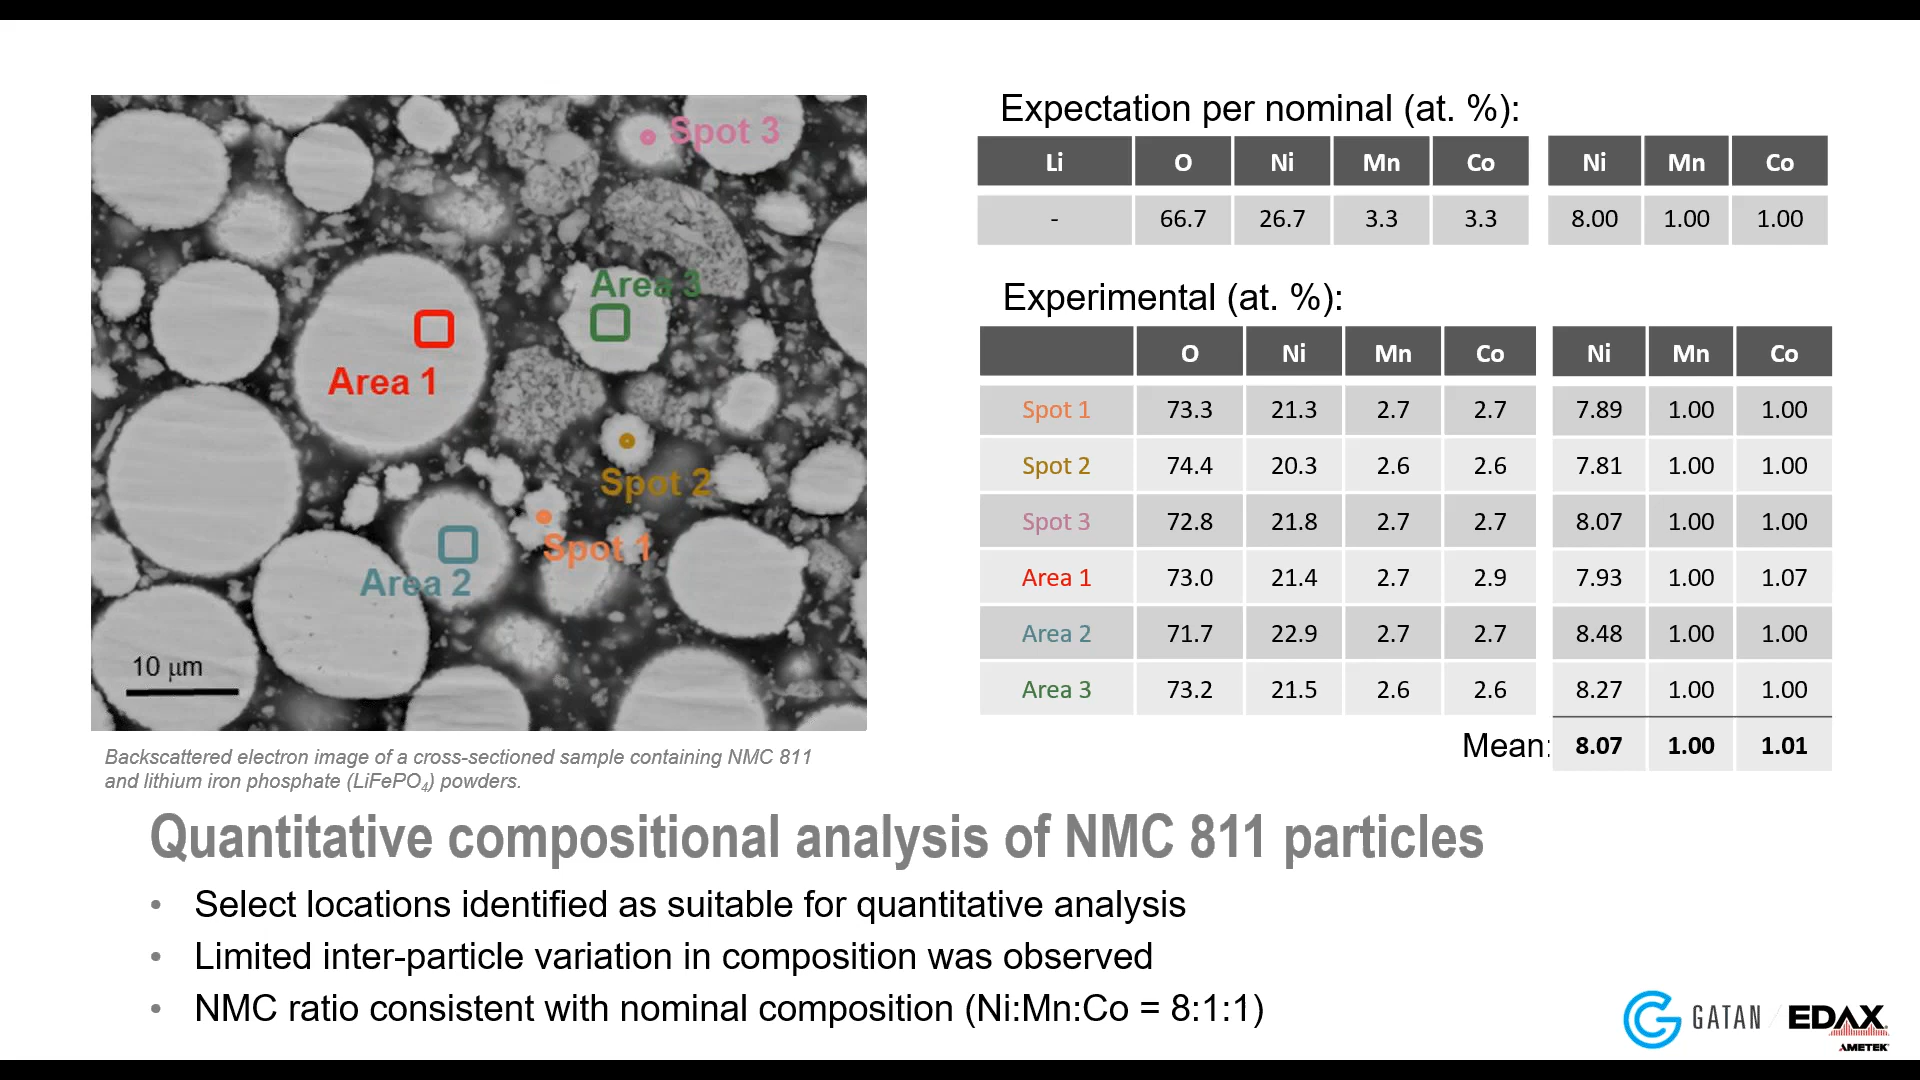 Spot 3
Area 3
Area 1
Spot 2
Spot 1
Area 2
10 μm
Backscattered electron image of a cross-sectioned sample containing NMC 811
and lithium iron phosphate (LiFePO₄) powders.
Expectation per nominal (at. %):
Li O Ni Mn Co Ni Mn Co
- 66.7 26.7 3.3 3.3 8.00 1.00 1.00
Experimental (at. %):
O Ni Mn Co Ni Mn Co
Spot 1 73.3 21.3 2.7 2.7 7.89 1.00 1.00
Spot 2 74.4 20.3 2.6 2.6 7.81 1.00 1.00
Spot 3 72.8 21.8 2.7 2.7 8.07 1.00 1.00
Area 1 73.0 21.4 2.7 2.9 7.93 1.00 1.07
Area 2 71.7 22.9 2.7 2.7 8.48 1.00 1.00
Area 3 73.2 21.5 2.6 2.6 8.27 1.00 1.00
Mean: 8.07 1.00 1.01
Quantitative compositional analysis of NMC 811 particles
• Select locations identified as suitable for quantitative analysis
• Limited inter-particle variation in composition was observed
• NMC ratio consistent with nominal composition (Ni:Mn:Co = 8:1:1)
GATAN / EDAX
AMETEK